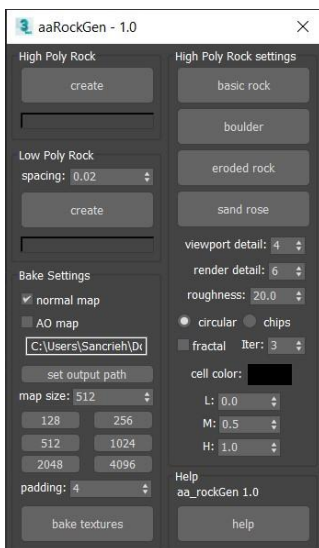 aaRockGen - 1.0
High Poly Rock
create
Low Poly Rock
spacing: 0.02
create
Bake Settings
normal map
AO map
C:\Users\Sancrieh\D
set output path
map size: 512
128 256
512 1024
2048 4096
padding: 4
bake textures
High Poly Rock settings
basic rock
boulder
eroded rock
sand rose
viewport detail: 4
render detail: 6
roughness: 20.0
circular chips
fractal Iter: 3
cell color:
L: 0.0
M: 0.5
H: 1.0
Help
aa_rockGen 1.0
help